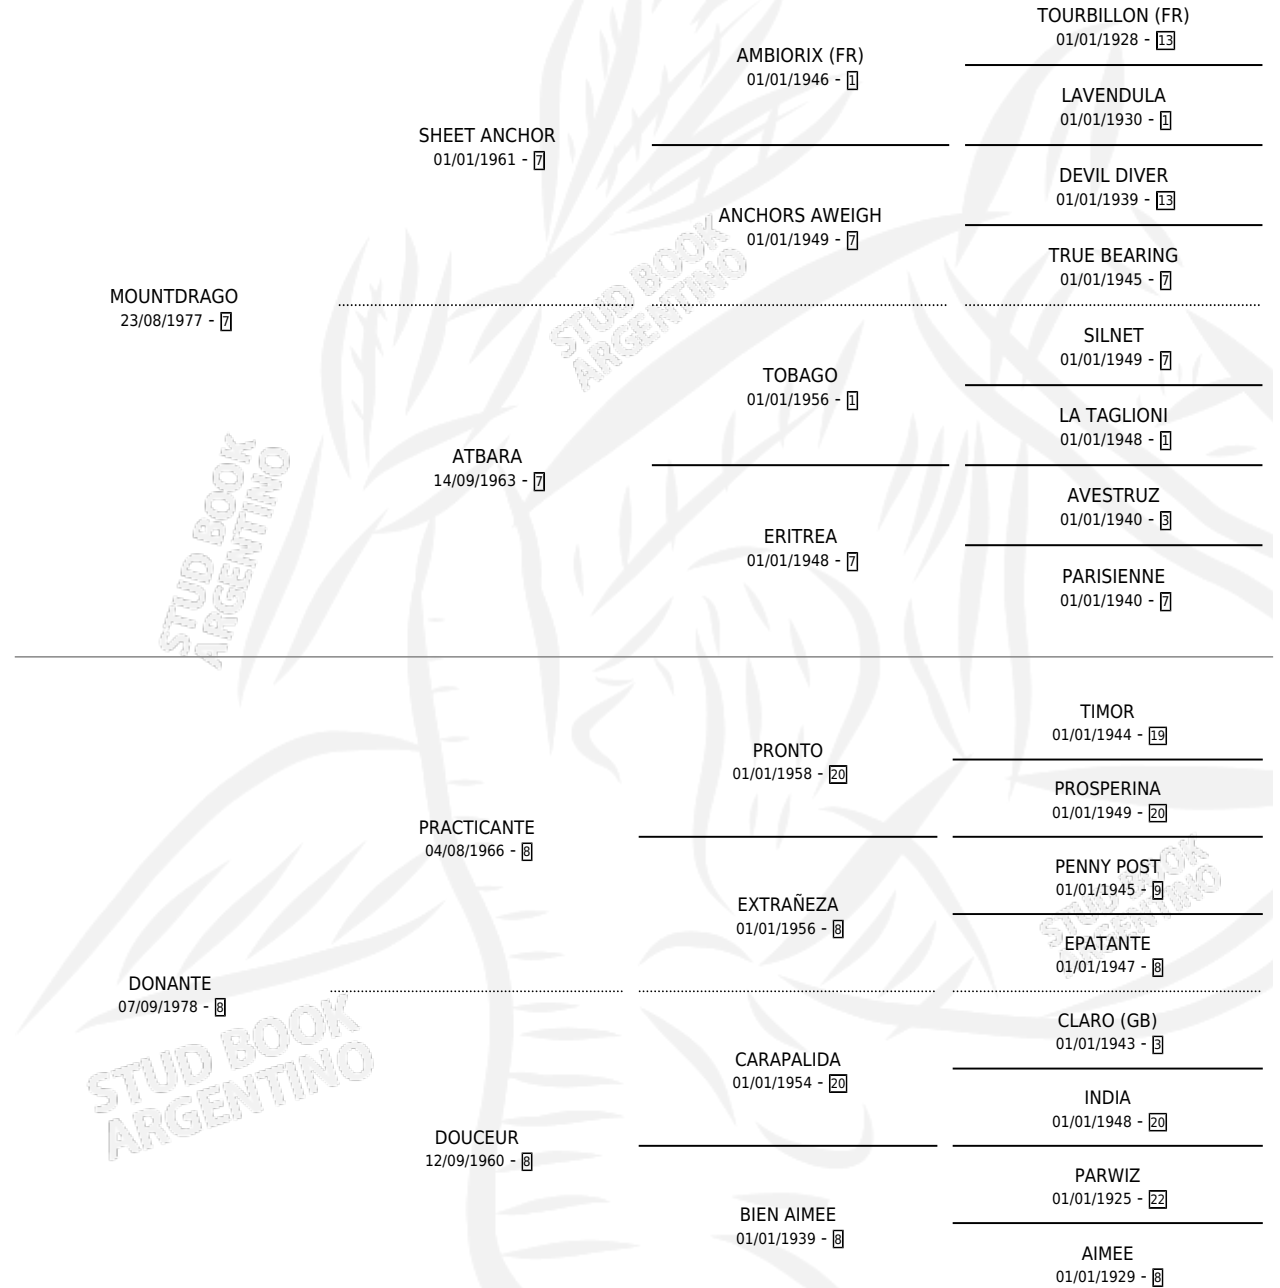 TOURBILLON (FR)
01/01/1928 - 13
AMBIORIX (FR)
01/01/1946 - 1
LAVENDULA
01/01/1930 - 1
SHEET ANCHOR
01/01/1961 - 7
DEVIL DIVER
01/01/1939 - 13
ANCHORS AWEIGH
01/01/1949 - 7
TRUE BEARING
01/01/1945 - 7
MOUNTDRAGO
23/08/1977 - 7
SILNET
01/01/1949 - 7
TOBAGO
01/01/1956 - 1
LA TAGLIONI
01/01/1948 - 1
ATBARA
14/09/1963 - 7
AVESTRUZ
01/01/1940 - 3
ERITREA
01/01/1948 - 7
PARISIENNE
01/01/1940 - 7
TIMOR
01/01/1944 - 19
PRONTO
01/01/1958 - 20
PROSPERINA
01/01/1949 - 20
PRACTICANTE
04/08/1966 - 8
PENNY POST
01/01/1945 - 9
EXTRAÑEZA
01/01/1956 - 8
EPATANTE
01/01/1947 - 8
DONANTE
07/09/1978 - 8
CLARO (GB)
01/01/1943 - 3
CARAPALIDA
01/01/1954 - 20
INDIA
01/01/1948 - 20
DOUCEUR
12/09/1960 - 8
PARWIZ
01/01/1925 - 22
BIEN AIMEE
01/01/1939 - 8
AIMEE
01/01/1929 - 8
STUD BOOK
ARGENTINO
STUD BOOK
ARGENTINO
STUD BOOK
ARGENTINO
STUD BOOK
ARGENTINO